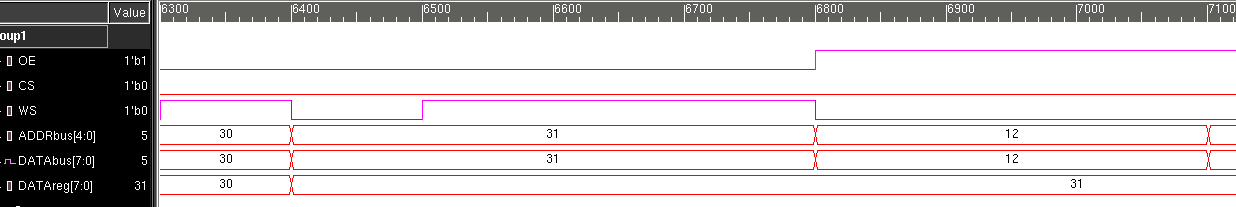 Value 6300 6400 6500 6600 6700 6800 6900 7000 7100
oup1
OE 1'b1
CS 1'b0
WS 1'b0
ADDRbus[4:0] 5 30 31 12
DATAbus[7:0] 5 30 31 12
DATAreg[7:0] 31 30 31